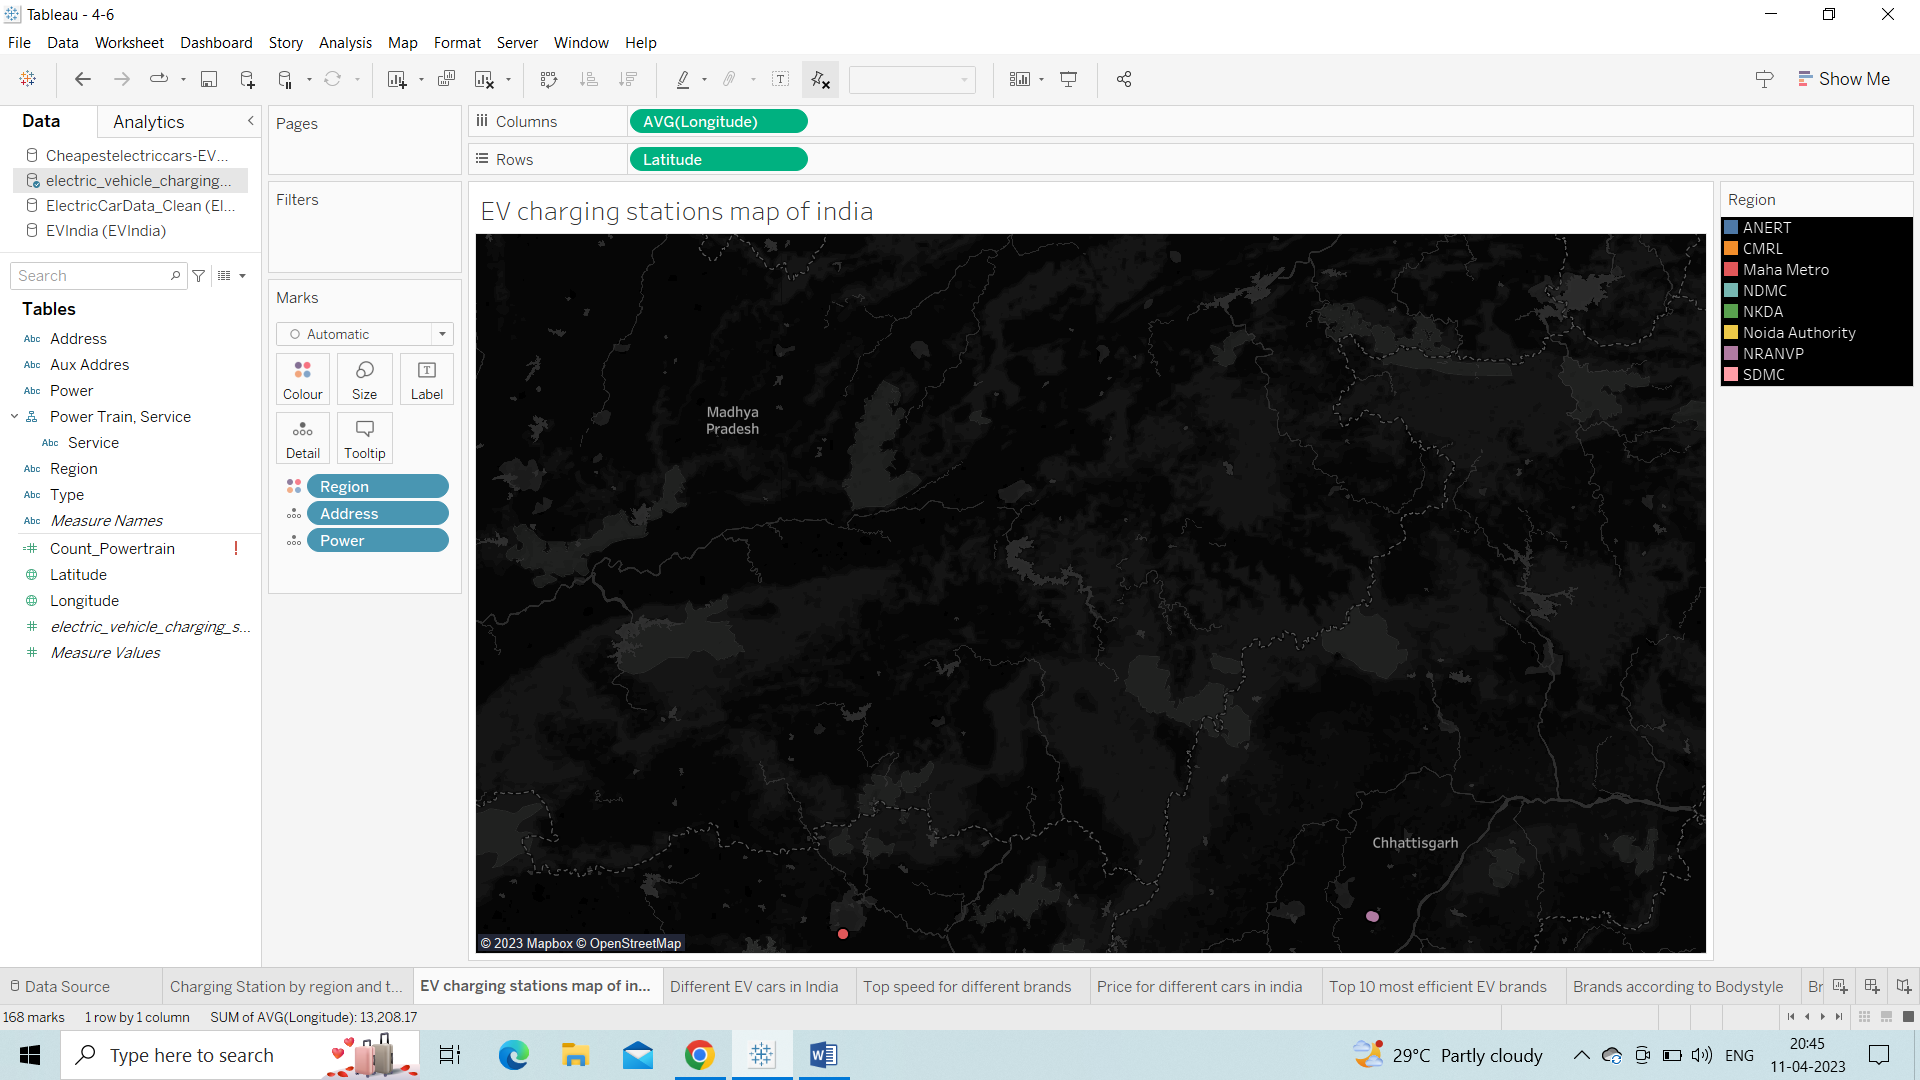 Tableau - 4-6
File Data Worksheet Dashboard Story Analysis Map Format Server Window Help
Show Me
Data Analytics
Cheapestelectriccars-EV...
electric_vehicle_charging...
ElectricCarData_Clean (El...
EVIndia (EVIndia)
Search
Tables
Abc Address
Abc Aux Addres
Abc Power
Power Train, Service
Abc Service
Abc Region
Abc Type
Abc Measure Names
Count_Powertrain !
Latitude
Longitude
electric_vehicle_charging_s...
Measure Values
Pages
Filters
Marks
Automatic
Colour Size Label
Detail Tooltip
Region
Address
Power
Columns AVG(Longitude)
Rows Latitude
EV charging stations map of india
Madhya
Pradesh
Chhattisgarh
© 2023 Mapbox © OpenStreetMap
Region
ANERT
CMRL
Maha Metro
NDMC
NKDA
Noida Authority
NRANVP
SDMC
Data Source Charging Station by region and t... EV charging stations map of in... Different EV cars in India Top speed for different brands Price for different cars in india Top 10 most efficient EV brands Brands according to Bodystyle Br
168 marks 1 row by 1 column SUM of AVG(Longitude): 13,208.17
Type here to search
29°C Partly cloudy
ENG
20:45
11-04-2023